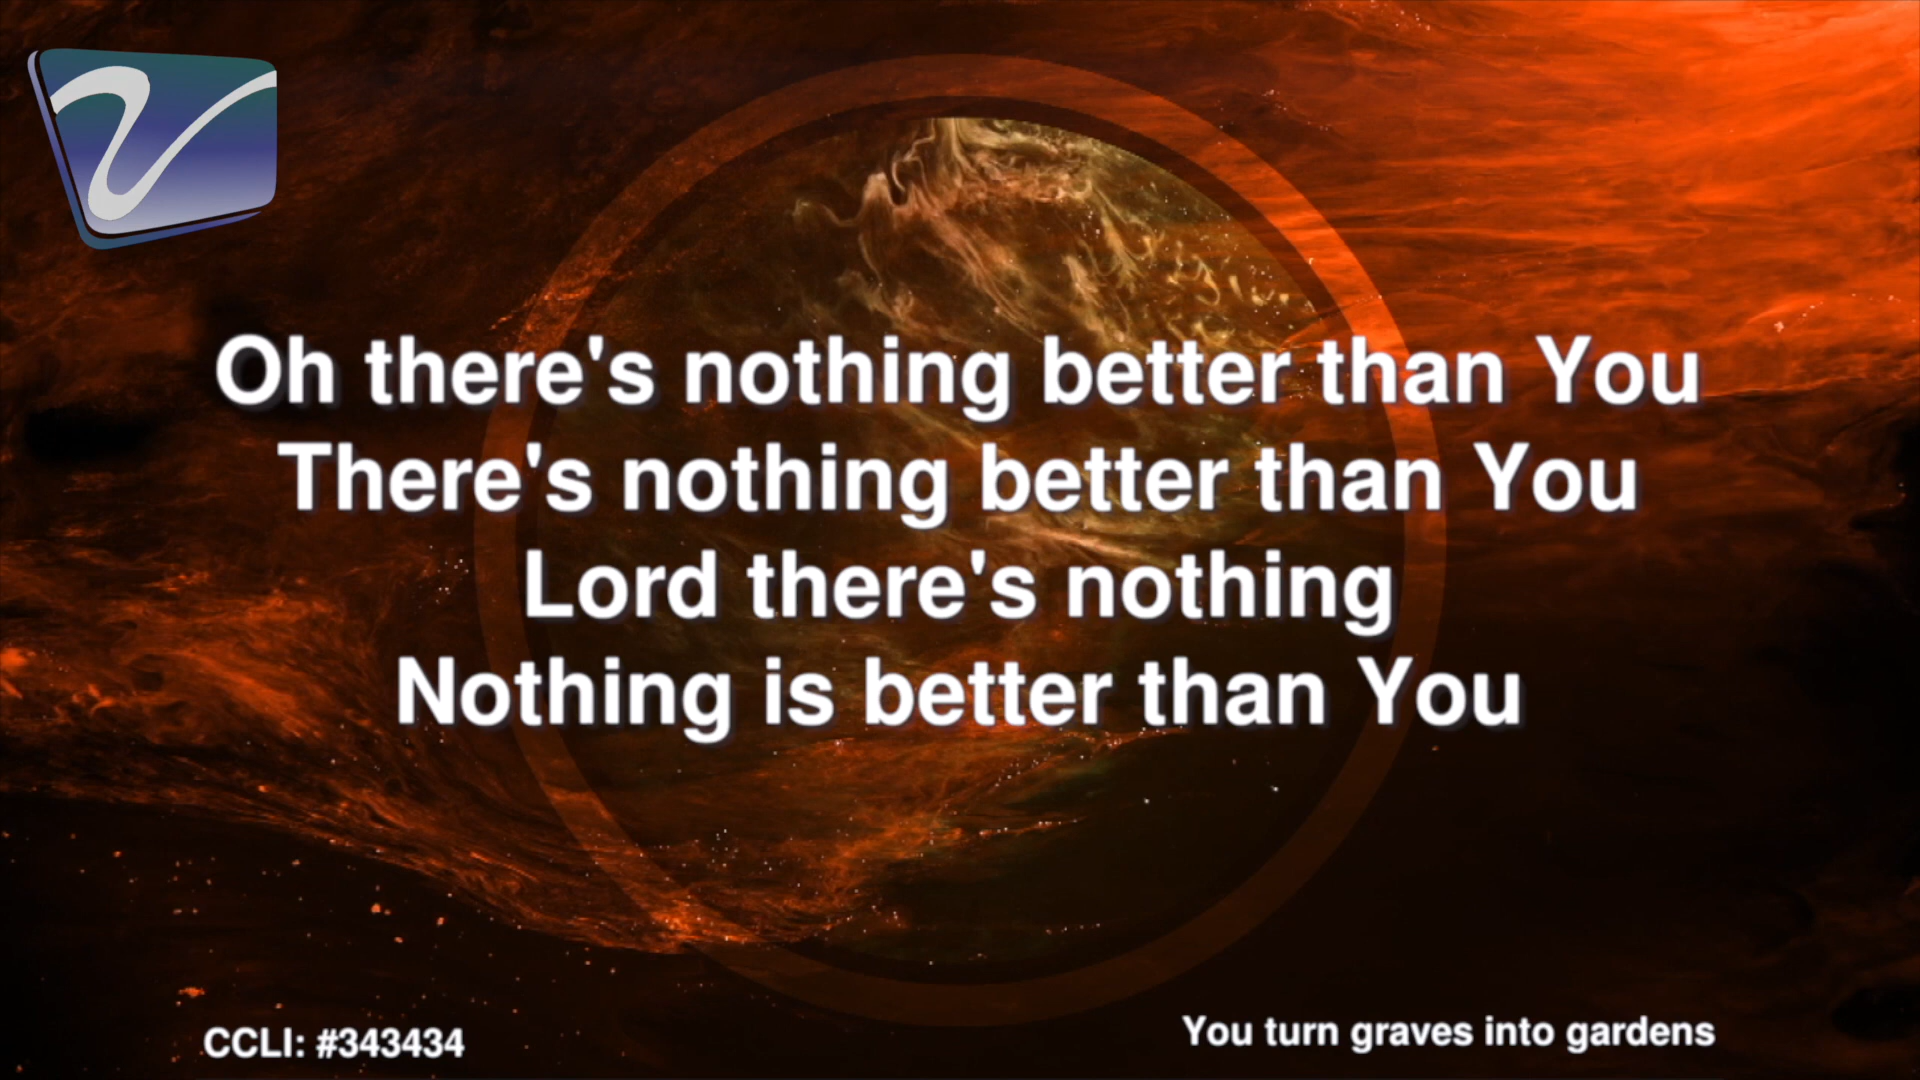 Oh there's nothing better than You
There's nothing better than You
Lord there's nothing
Nothing is better than You
CCLI: #343434
You turn graves into gardens